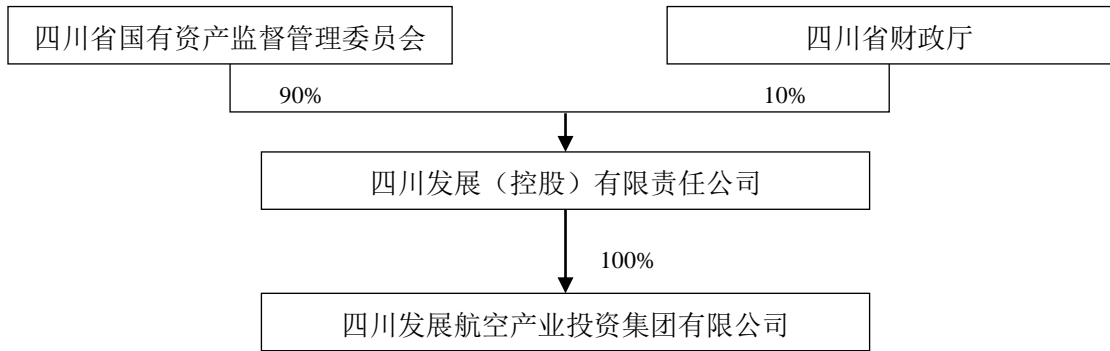 四川省国有资产监督管理委员会
四川省财政厅
90%
10%
四川发展（控股）有限责任公司
100%
四川发展航空产业投资集团有限公司